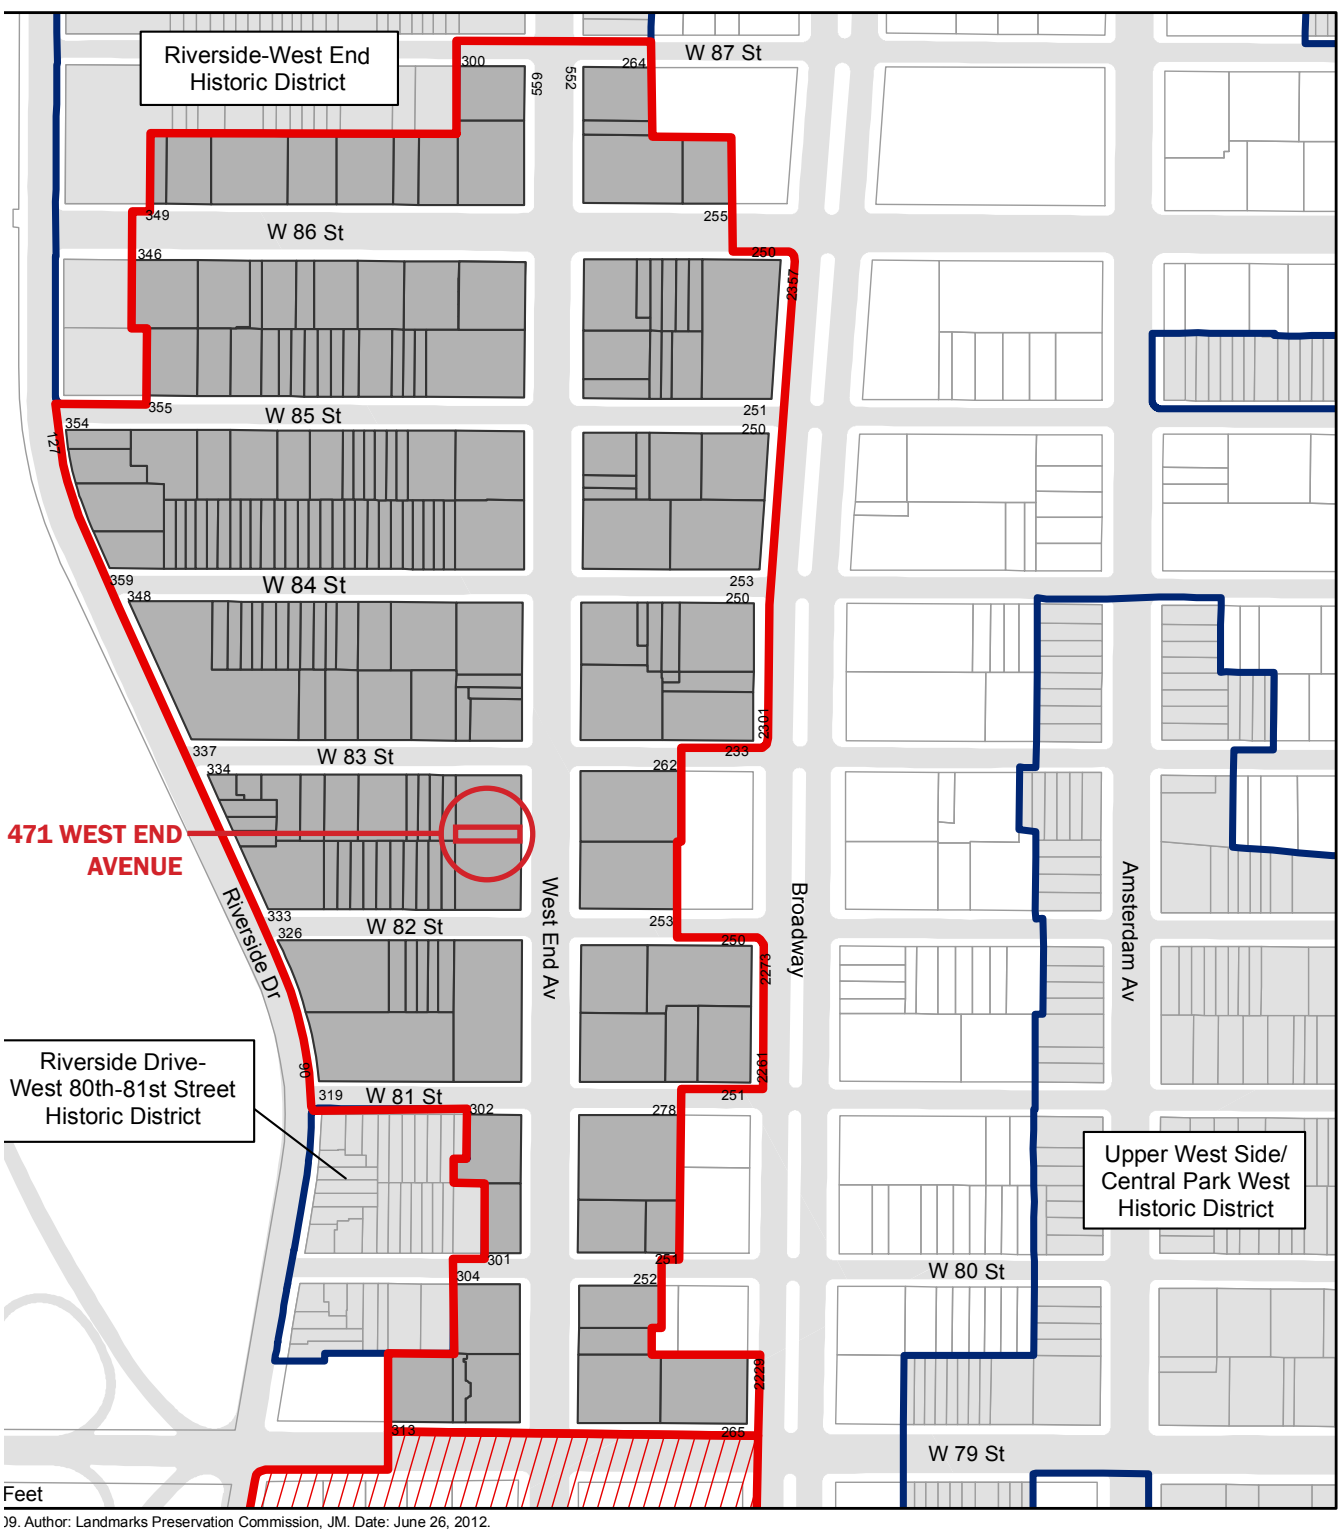 Riverside-West End
Historic District
300
559
552
264
W 87 St
349
255
W 86 St
346
250
2357
355
W 85 St
251
354
250
127
359
W 84 St
253
348
250
2301
337
W 83 St
233
334
262
471 WEST END
AVENUE
Riverside Dr
West End Av
Broadway
Amsterdam Av
333
W 82 St
253
326
250
2273
Riverside Drive-
West 80th-81st Street
Historic District
90
2261
319
W 81 St
251
302
278
Upper West Side/
Central Park West
Historic District
301
251
304
252
W 80 St
2229
313
265
W 79 St
Feet
09. Author: Landmarks Preservation Commission, JM. Date: June 26, 2012.